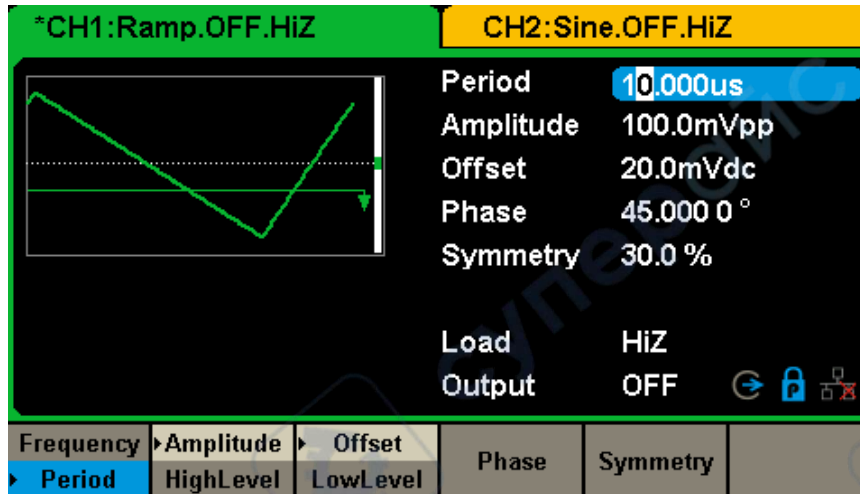 *CH1:Ramp.OFF.HiZ
CH2:Sine.OFF.HiZ
Period 10.000us
Amplitude 100.0mVpp
Offset 20.0mVdc
Phase 45.000 0 °
Symmetry 30.0 %
Load HiZ
Output OFF
P
Frequency Amplitude Offset
Phase Symmetry
Period HighLevel LowLevel
супермайс